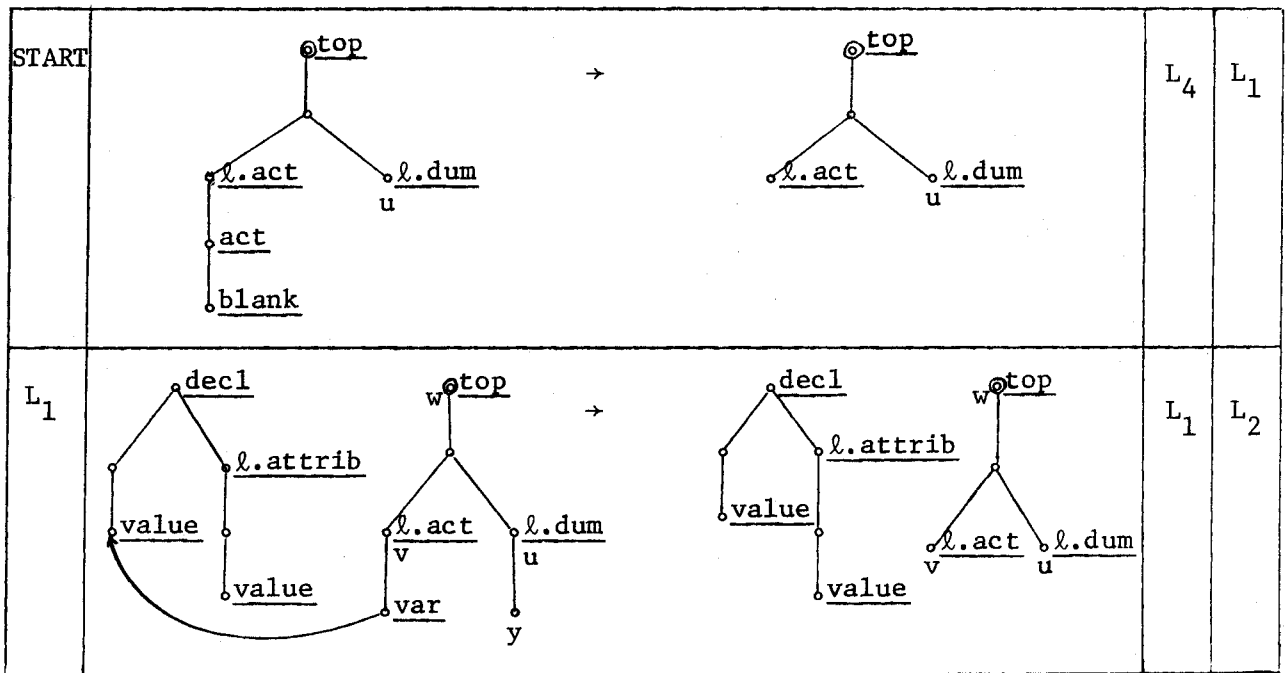 START
top → top
L4 L1
ℓ.act ℓ.dum ℓ.act ℓ.dum
u u
act
blank
L1
decl w top → decl w top
L1 L2
ℓ.attrib ℓ.attrib
value ℓ.act ℓ.dum value ℓ.act ℓ.dum
v u v u
value var value
y